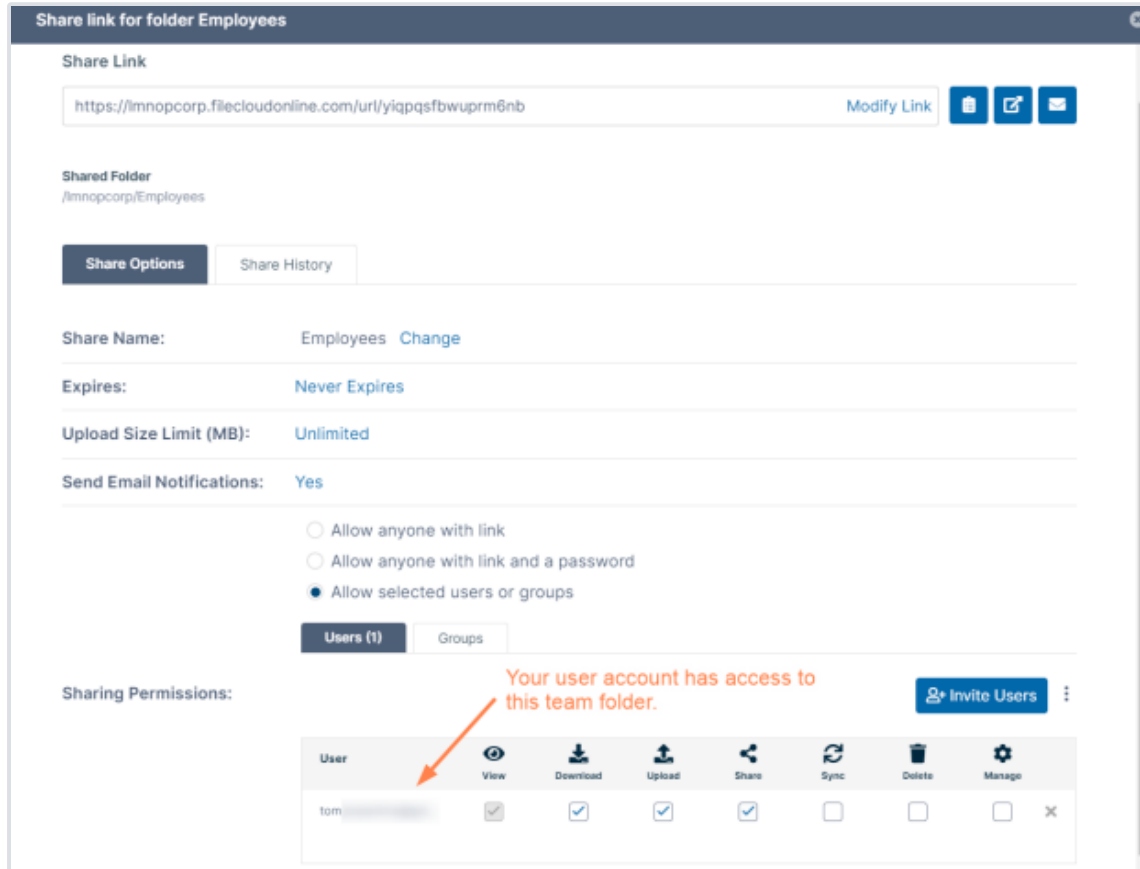 Share link for folder Employees
Share Link
https://lmnopcorp.filecloudonline.com/url/yiqpqsfbwuprm6nb Modify Link
Shared Folder
/lmnopcorp/Employees
Share Options Share History
Share Name: Employees Change
Expires: Never Expires
Upload Size Limit (MB): Unlimited
Send Email Notifications: Yes
Allow anyone with link
Allow anyone with link and a password
Allow selected users or groups
Users (1) Groups
Your user account has access to
this team folder.
Sharing Permissions: Invite Users
User View Download Upload Share Sync Delete Manage
tom